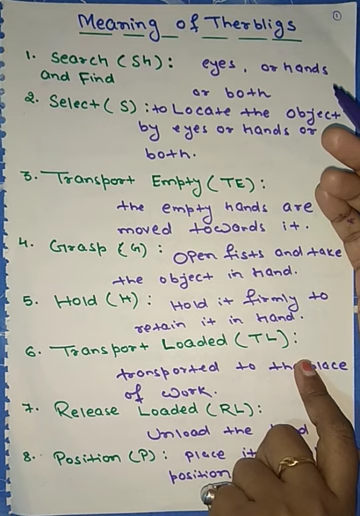 1
Meaning of Therbligs
1. Search (Sh): eyes, or hands
and Find or both
2. Select (S): to Locate the object
by eyes or hands or
both.
3. Transport Empty (TE):
the empty hands are
moved towards it.
4. Grasp (G): Open fists and take
the object in hand.
5. Hold (H): Hold it firmly to
retain it in hand.
6. Transport Loaded (TL):
transported to the place
of work.
7. Release Loaded (RL):
Unload the
8. Position (P): place it
position